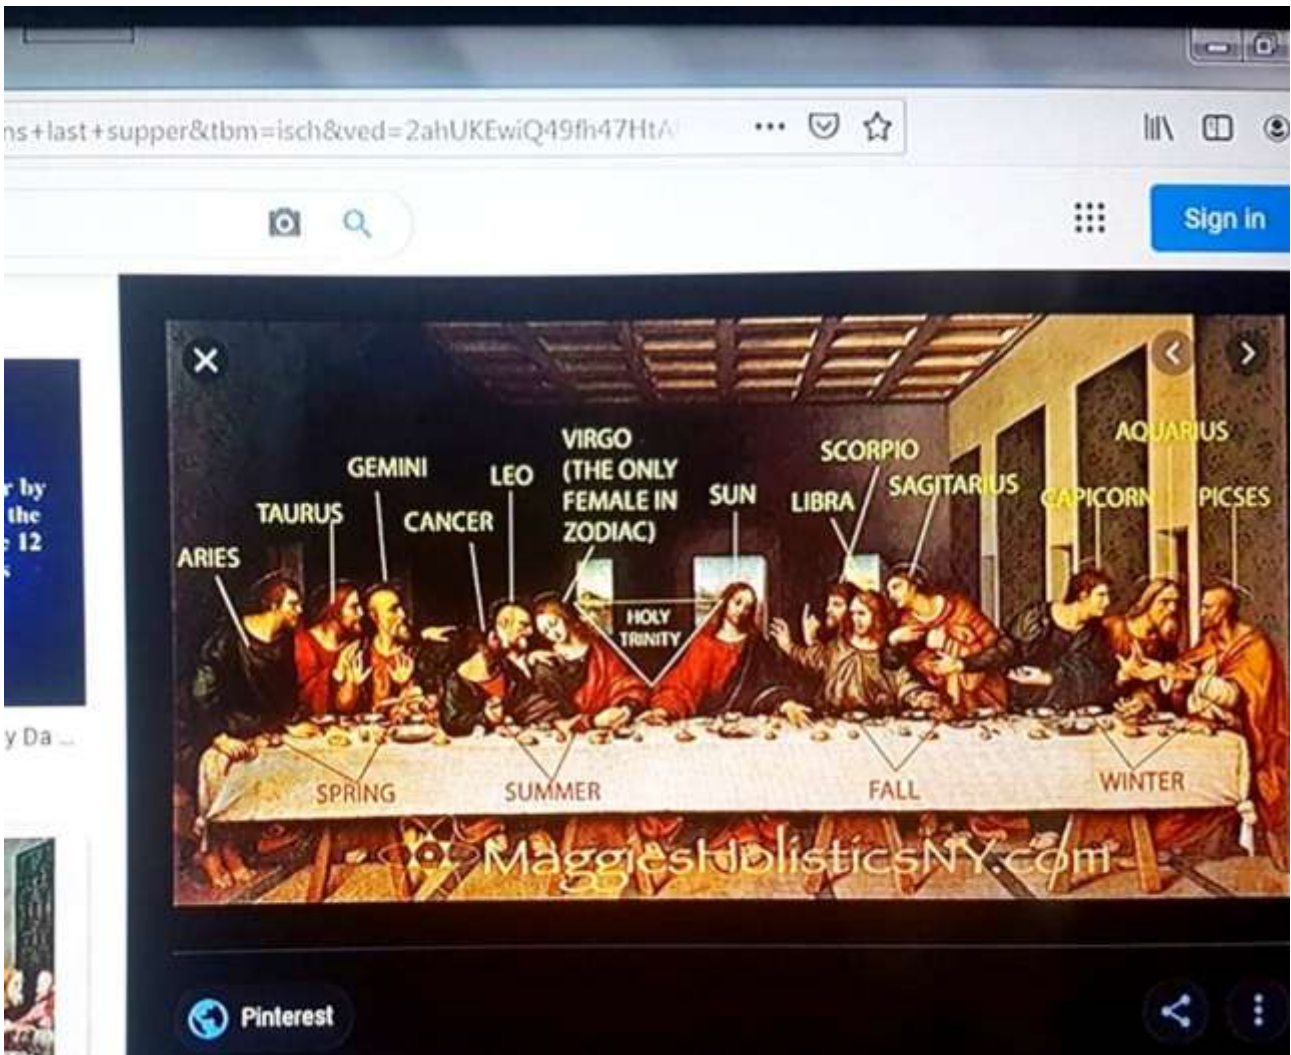 ns+last+supper&tbm=isch&ved=2ahUKEwiQ49fh47HtA
Sign in
r by
the
12
y Da ...
ARIES
TAURUS
GEMINI
CANCER
LEO
VIRGO
(THE ONLY
FEMALE IN
ZODIAC)
SUN
HOLY
TRINITY
LIBRA
SCORPIO
SAGITARIUS
CAPICORN
AQUARIUS
PICSES
SPRING
SUMMER
FALL
WINTER
MaggiesHolisticsNY.com
Pinterest